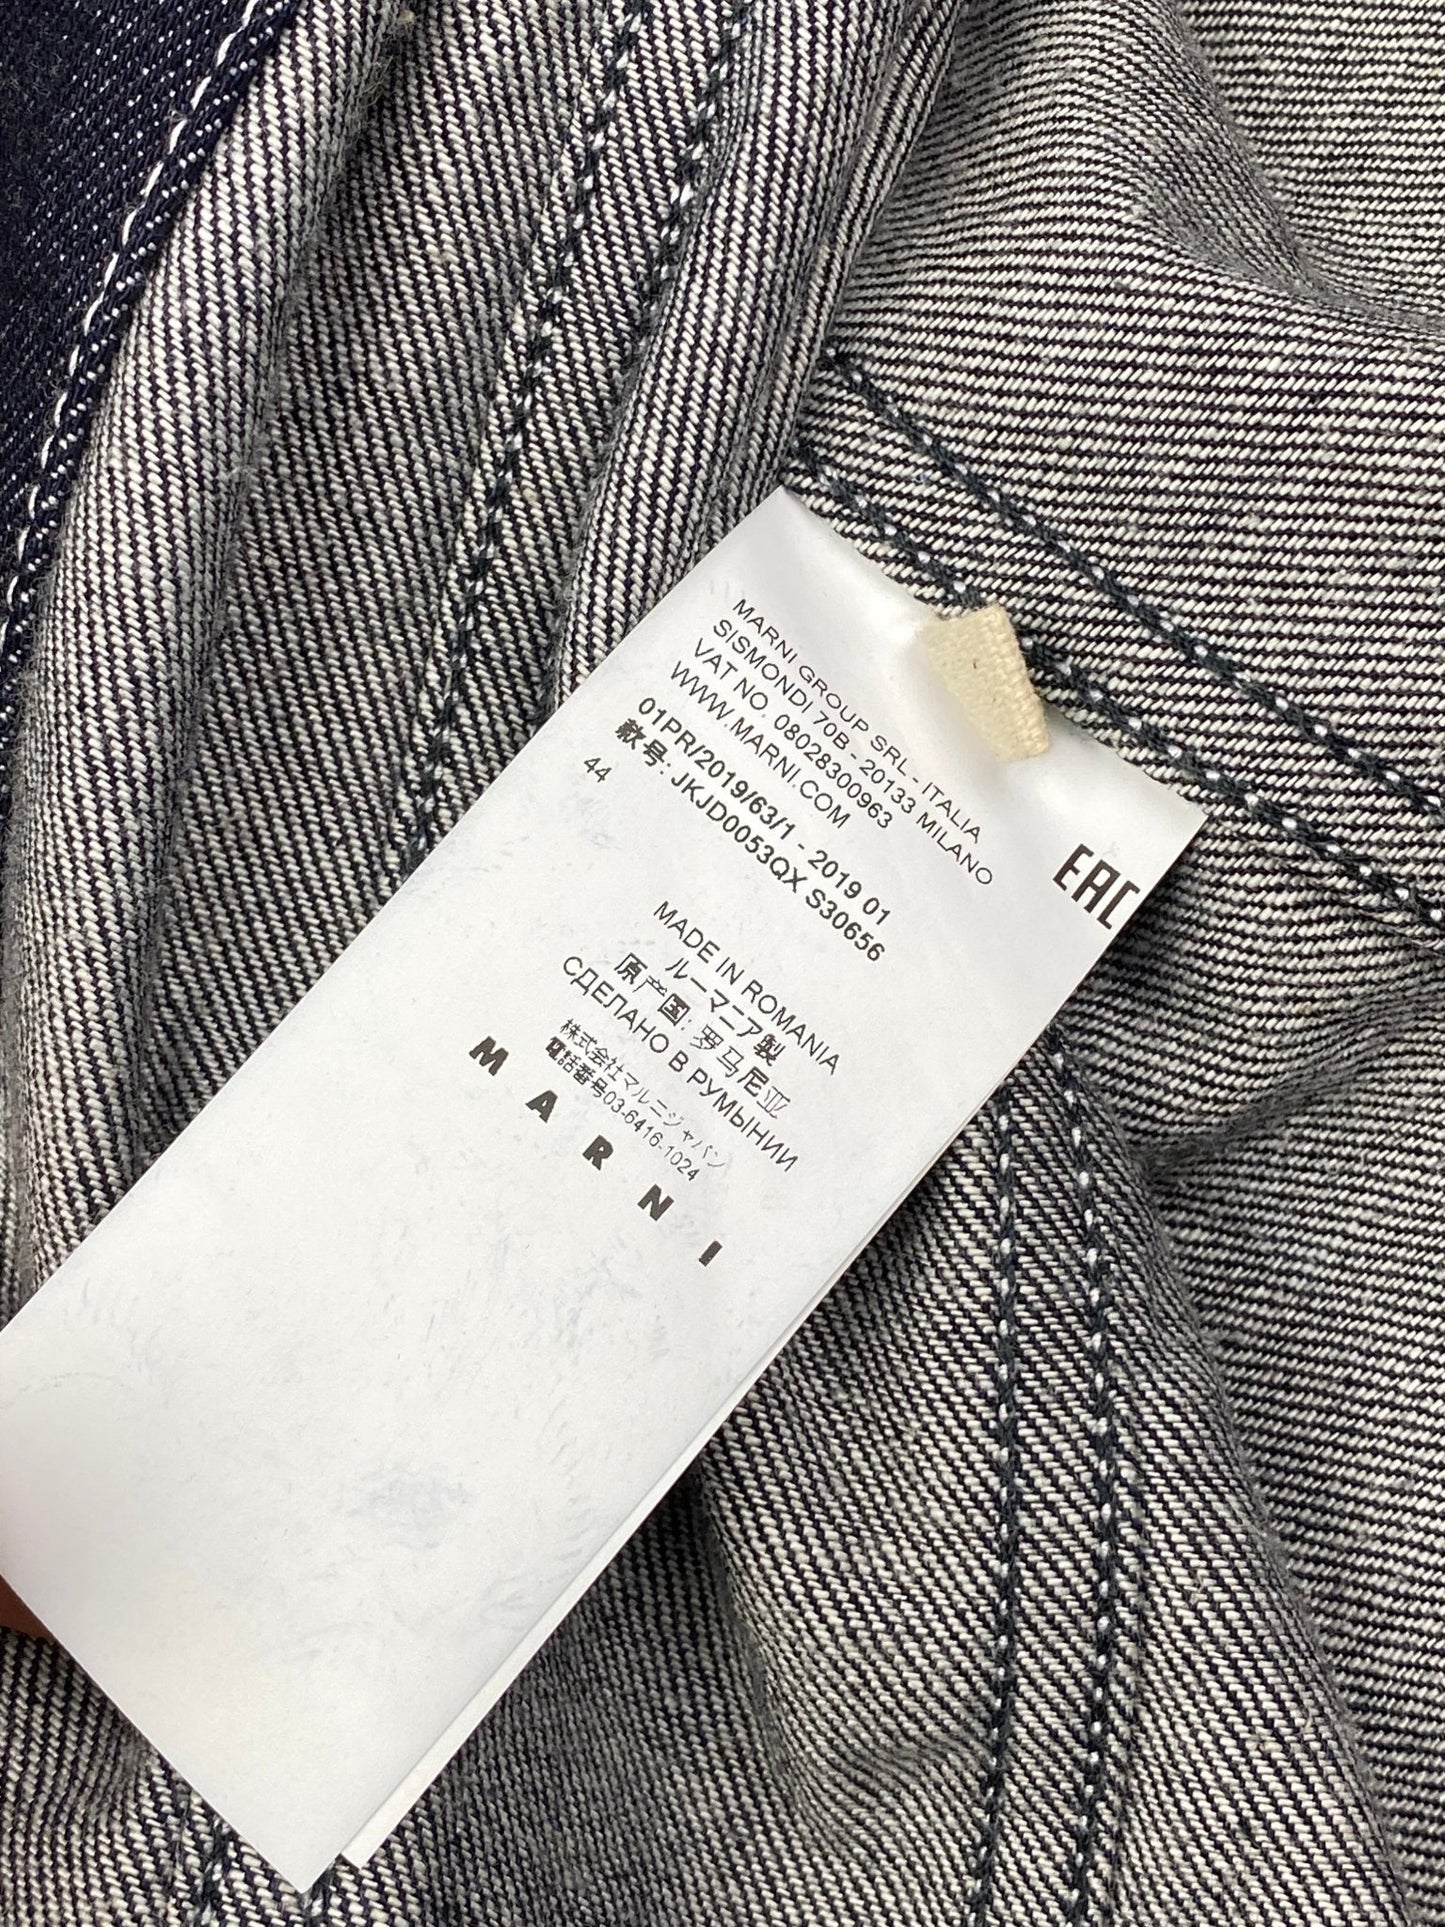 MARNI GROUP SRL - ITALIA
SISMONDI 70B - 20133 MILANO
VAT NO. 08028300963
WWW.MARNI.COM
EAC
01PR/2019/63/1 - 2019 01
款号: JKJD0053QX S30656
44
MADE IN ROMANIA
ルーマニア製
原产国: 罗马尼亚
СДЕЛАНО В РУМЫНИИ
株式会社マルニジャパン
電話番号03-6416-1024
MARNI